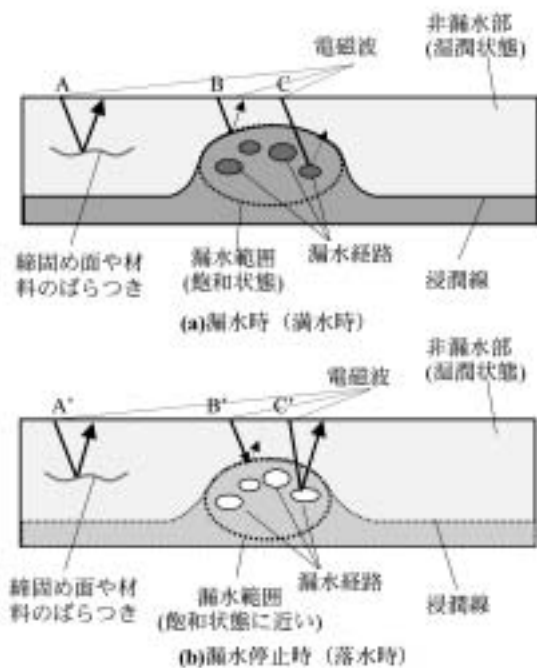 電磁波
非漏水部
(湿潤状態)
A
B
C
締固め面や材
料のばらつき
漏水範囲
(飽和状態)
漏水経路
浸潤線
(a)漏水時（満水時）
電磁波
非漏水部
(湿潤状態)
A'
B'
C'
締固め面や材
料のばらつき
漏水範囲
(飽和状態に近い)
漏水経路
浸潤線
(b)漏水停止時（落水時）